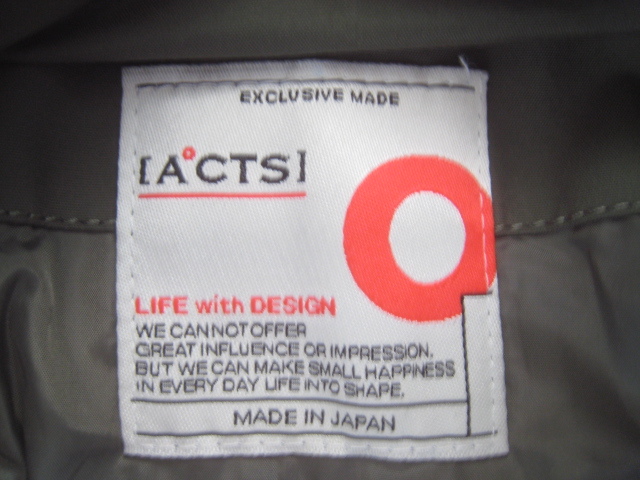 EXCLUSIVE MADE
[A°CTS]
LIFE with DESIGN
WE CANNOT OFFER
GREAT INFLUENCE OR IMPRESSION.
BUT WE CAN MAKE SMALL HAPPINESS
IN EVERY DAY LIFE INTO SHAPE.
MADE IN JAPAN